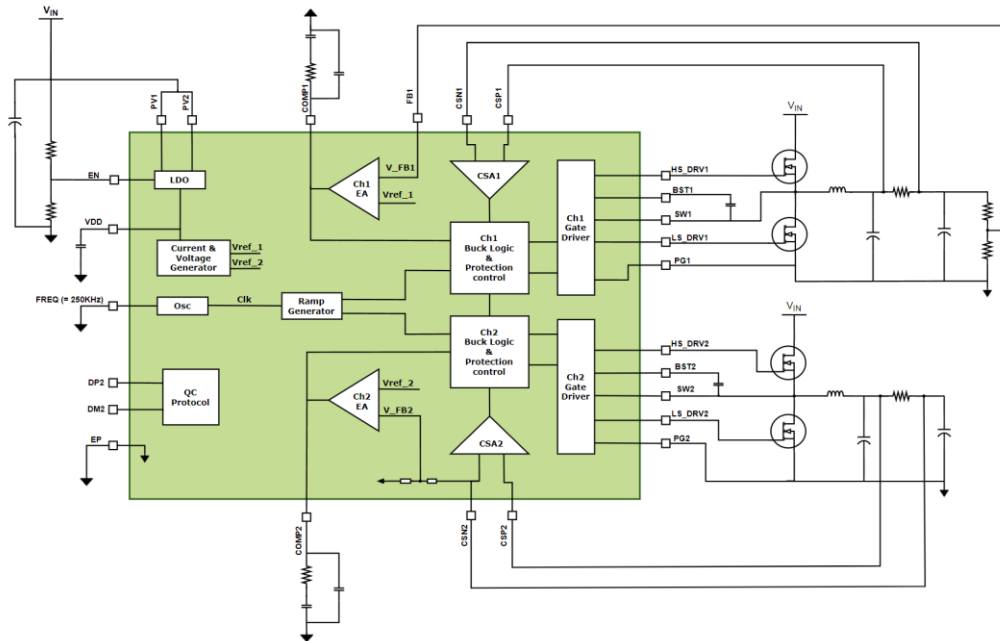 VIN
PV1
PV2
COMP1
FB1
CSN1
CSP1
VIN
EN
LDO
V_FB1
Ch1
EA
Vref_1
CSA1
HS_DRV1
BST1
SW1
LS_DRV1
PG1
Ch1
Gate
Driver
VDD
Current &
Voltage
Generator
Vref_1
Vref_2
Ch1
Buck Logic
&
Protection
control
FREQ (= 250KHz)
Osc
Clk
Ramp
Generator
VIN
Ch2
Buck Logic
&
Protection
control
HS_DRV2
BST2
SW2
LS_DRV2
PG2
Ch2
Gate
Driver
DP2
DM2
QC
Protocol
Vref_2
Ch2
EA
V_FB2
CSA2
EP
COMP2
CSN2
CSP2